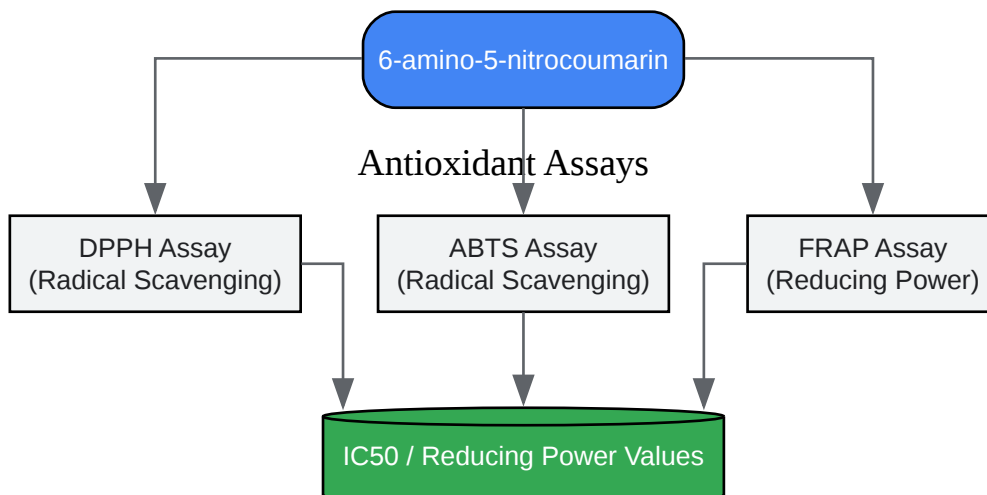 6-amino-5-nitrocoumarin
Antioxidant Assays
DPPH Assay
(Radical Scavenging)
ABTS Assay
(Radical Scavenging)
FRAP Assay
(Reducing Power)
IC50 / Reducing Power Values